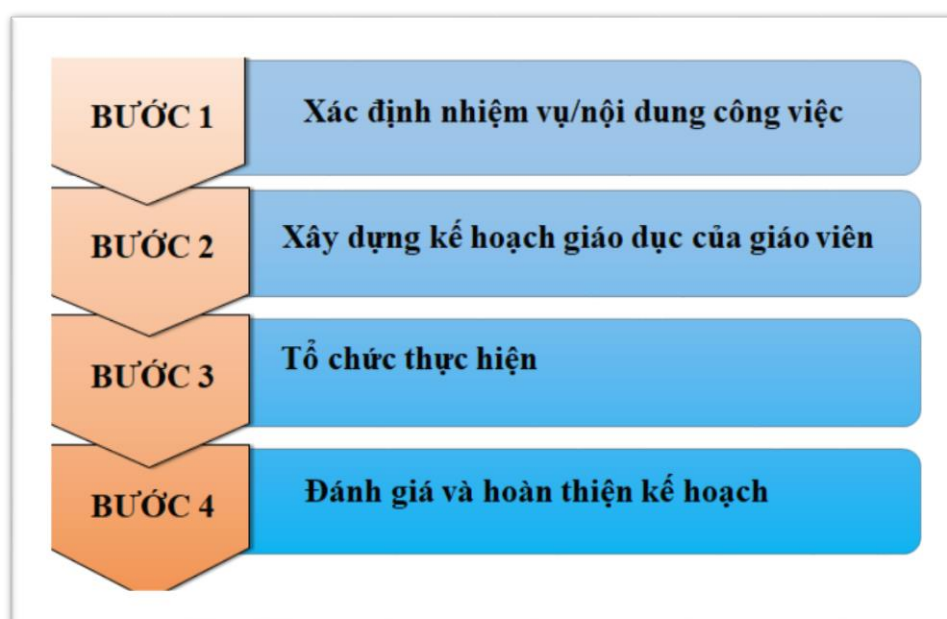 BƯỚC 1
Xác định nhiệm vụ/nội dung công việc
BƯỚC 2
Xây dựng kế hoạch giáo dục của giáo viên
BƯỚC 3
Tổ chức thực hiện
BƯỚC 4
Đánh giá và hoàn thiện kế hoạch